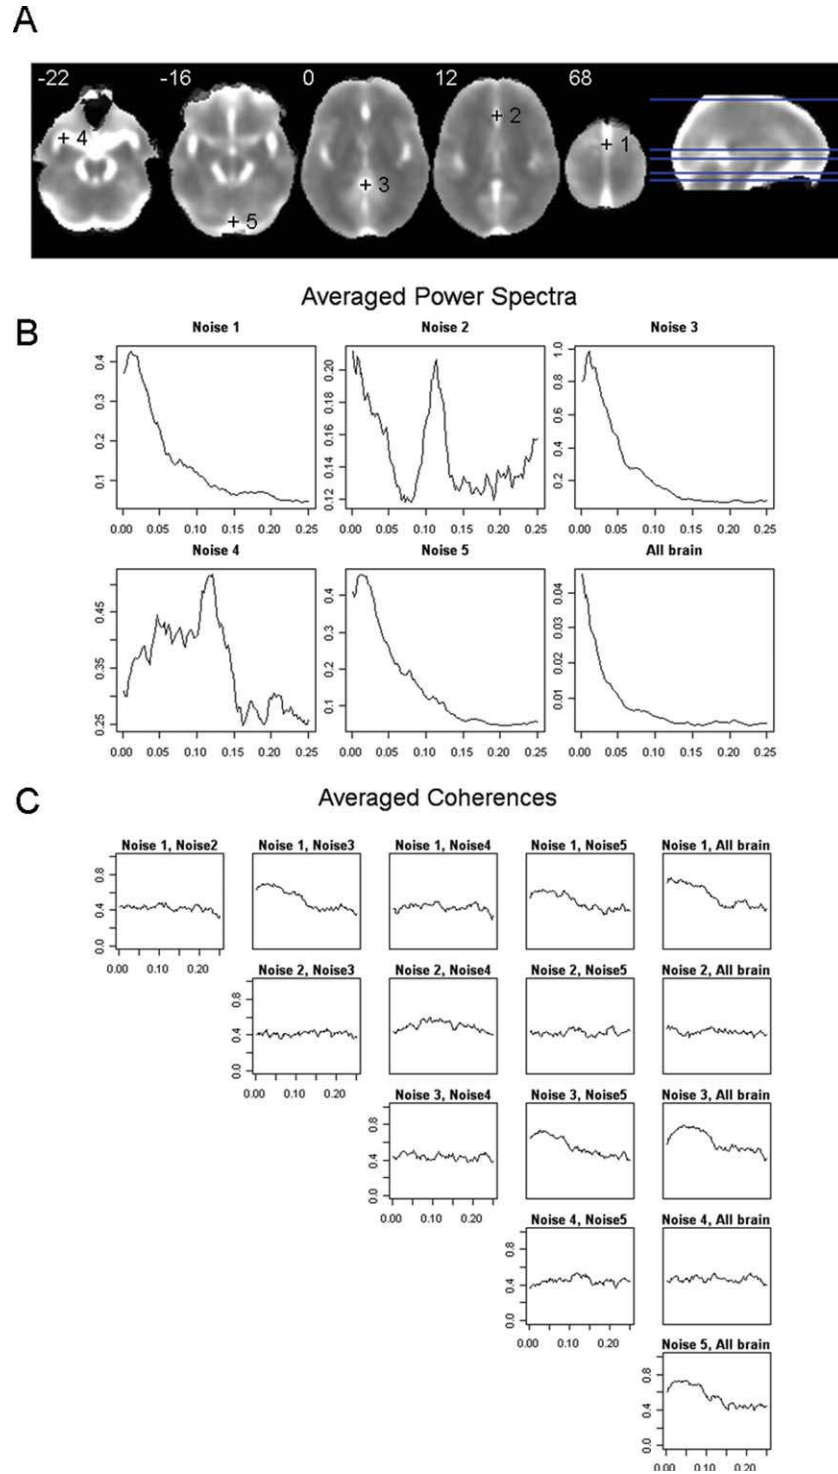 A
-22 -16 0 12 68
+ 4 + 5 + 3 + 2 + 1
Averaged Power Spectra
B
Noise 1 Noise 2 Noise 3
0.4 0.3 0.2 0.1
0.20 0.18 0.16 0.14 0.12
1.0 0.8 0.6 0.4 0.2
0.00 0.05 0.10 0.15 0.20 0.25 0.00 0.05 0.10 0.15 0.20 0.25 0.00 0.05 0.10 0.15 0.20 0.25
Noise 4 Noise 5 All brain
0.45 0.35 0.25
0.4 0.3 0.2 0.1
0.04 0.03 0.02 0.01
0.00 0.05 0.10 0.15 0.20 0.25 0.00 0.05 0.10 0.15 0.20 0.25 0.00 0.05 0.10 0.15 0.20 0.25
C
Averaged Coherences
Noise 1, Noise2 Noise 1, Noise3 Noise 1, Noise4 Noise 1, Noise5 Noise 1, All brain
0.8 0.4 0.0
0.00 0.10 0.20
Noise 2, Noise3 Noise 2, Noise4 Noise 2, Noise5 Noise 2, All brain
0.8 0.4 0.0
0.00 0.10 0.20
Noise 3, Noise4 Noise 3, Noise5 Noise 3, All brain
0.8 0.4 0.0
0.00 0.10 0.20
Noise 4, Noise5 Noise 4, All brain
0.8 0.4 0.0
0.00 0.10 0.20
Noise 5, All brain
0.8 0.4 0.0
0.00 0.10 0.20